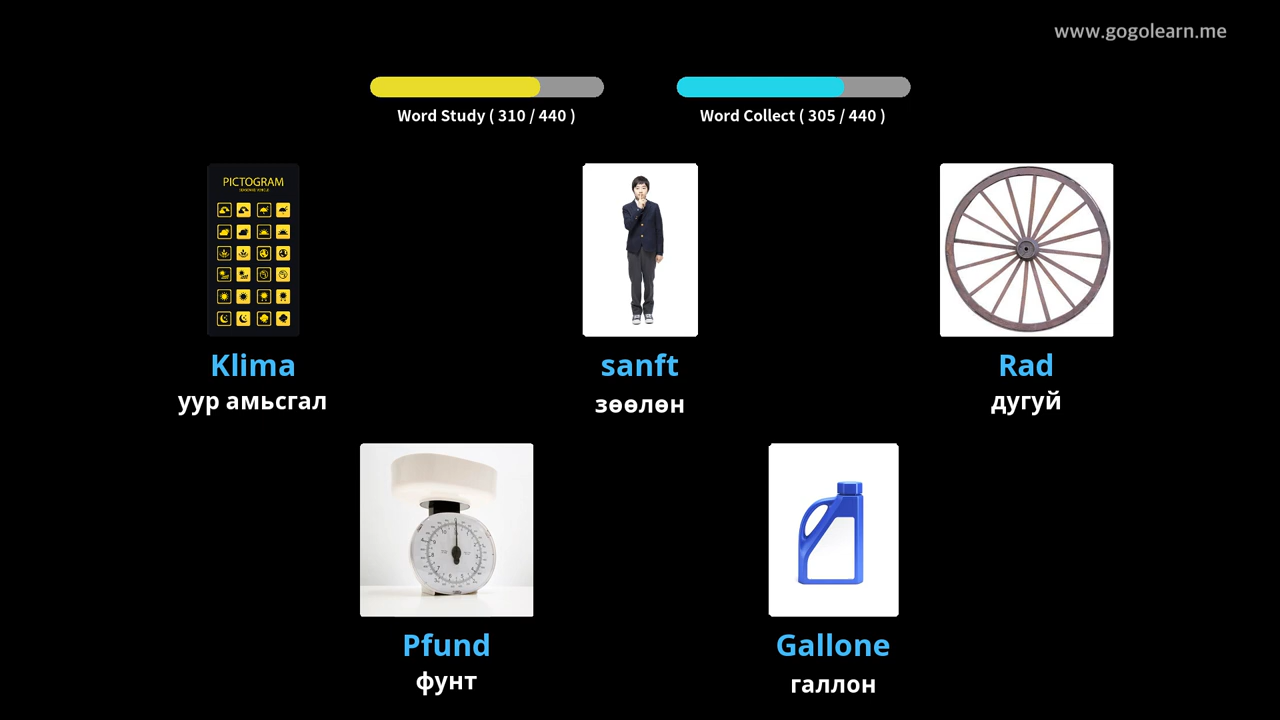 www.gogolearn.me
Word Study ( 310 / 440 )
Word Collect ( 305 / 440 )
PICTOGRAM
Klima
уур амьсгал
sanft
зөөлөн
Rad
дугуй
Pfund
фунт
Gallone
галлон